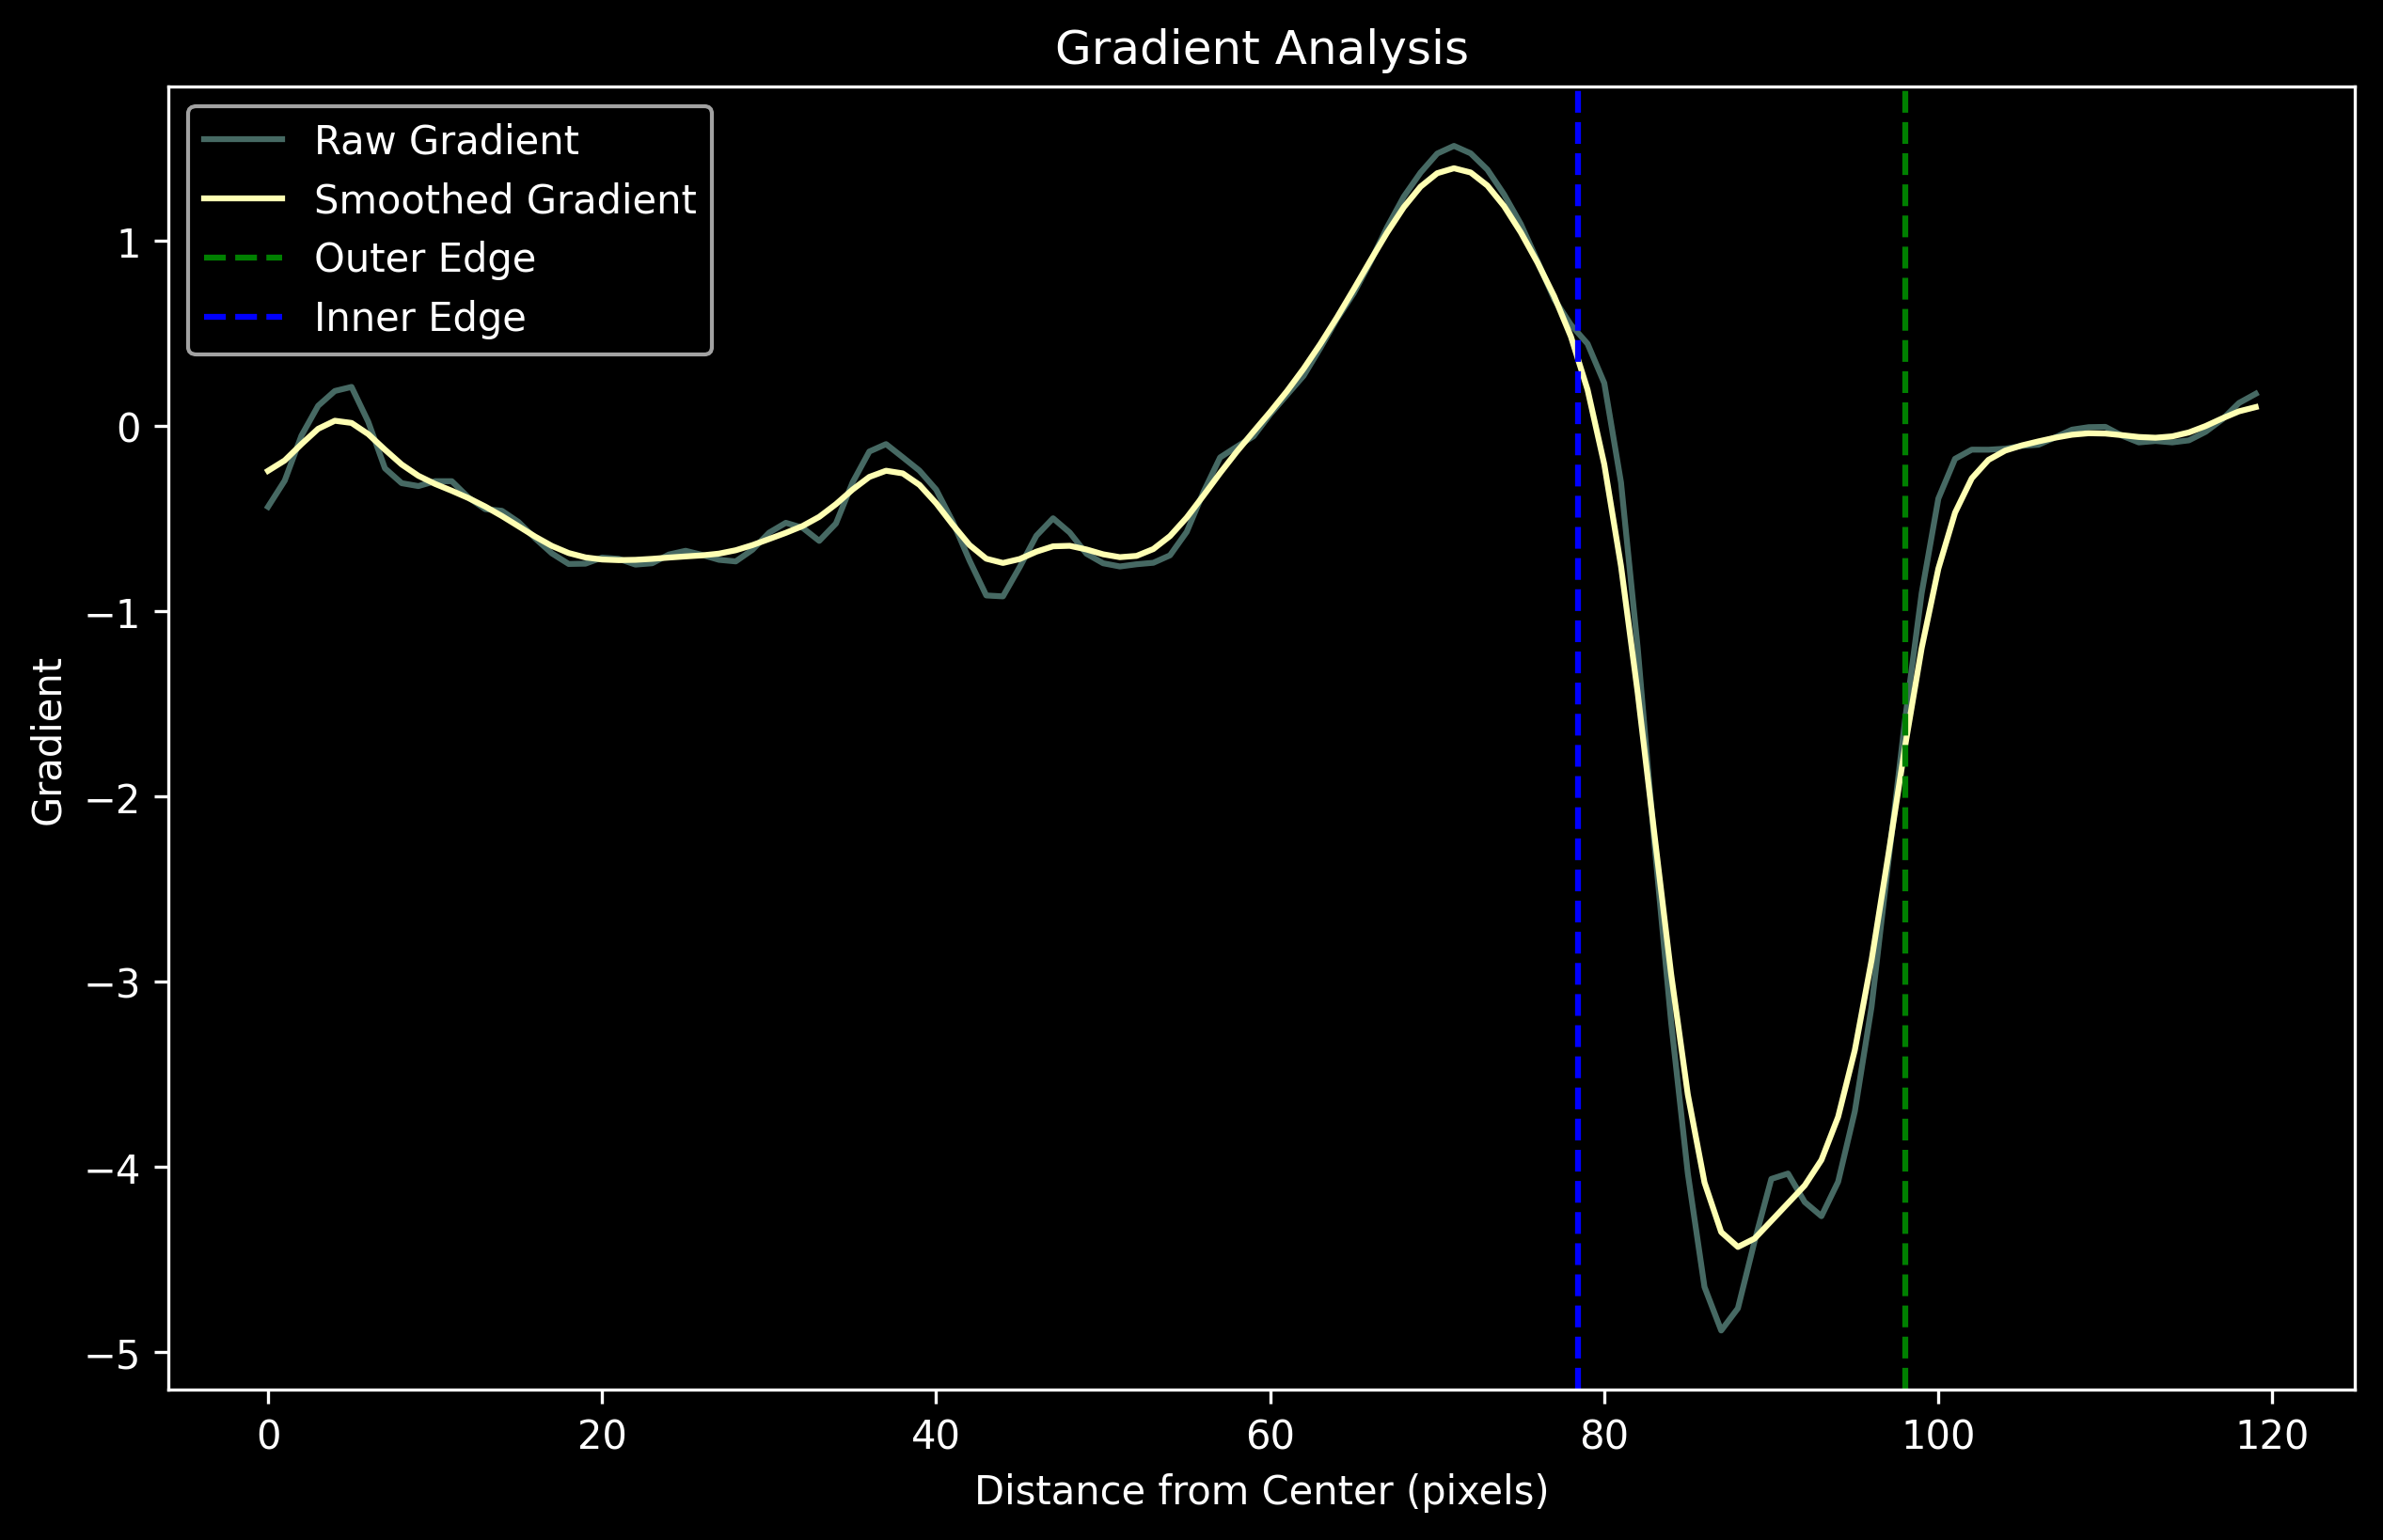 Gradient Analysis
Raw Gradient
Smoothed Gradient
Outer Edge
Inner Edge
1
0
−1
−2
−3
−4
−5
Gradient
0 20 40 60 80 100 120
Distance from Center (pixels)